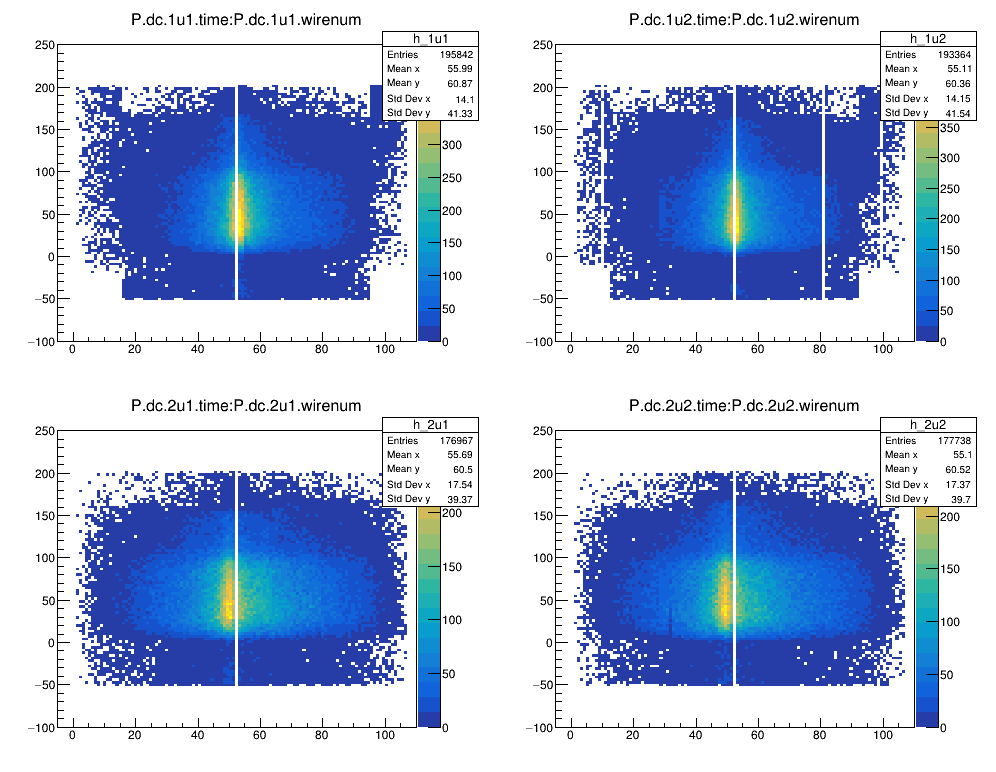 P.dc.1u1.time:P.dc.1u1.wirenum
h_1u1
Entries 195842
Mean x 55.99
Mean y 60.87
Std Dev x 14.1
Std Dev y 41.33
250
200
150
100
50
0
−50
−100
0 20 40 60 80 100
300
250
200
150
100
50
0
P.dc.1u2.time:P.dc.1u2.wirenum
h_1u2
Entries 193364
Mean x 55.11
Mean y 60.36
Std Dev x 14.15
Std Dev y 41.54
250
200
150
100
50
0
−50
−100
0 20 40 60 80 100
350
300
250
200
150
100
50
0
P.dc.2u1.time:P.dc.2u1.wirenum
h_2u1
Entries 176967
Mean x 55.69
Mean y 60.5
Std Dev x 17.54
Std Dev y 39.37
250
200
150
100
50
0
−50
−100
0 20 40 60 80 100
200
150
100
50
0
P.dc.2u2.time:P.dc.2u2.wirenum
h_2u2
Entries 177738
Mean x 55.1
Mean y 60.52
Std Dev x 17.37
Std Dev y 39.7
250
200
150
100
50
0
−50
−100
0 20 40 60 80 100
200
150
100
50
0